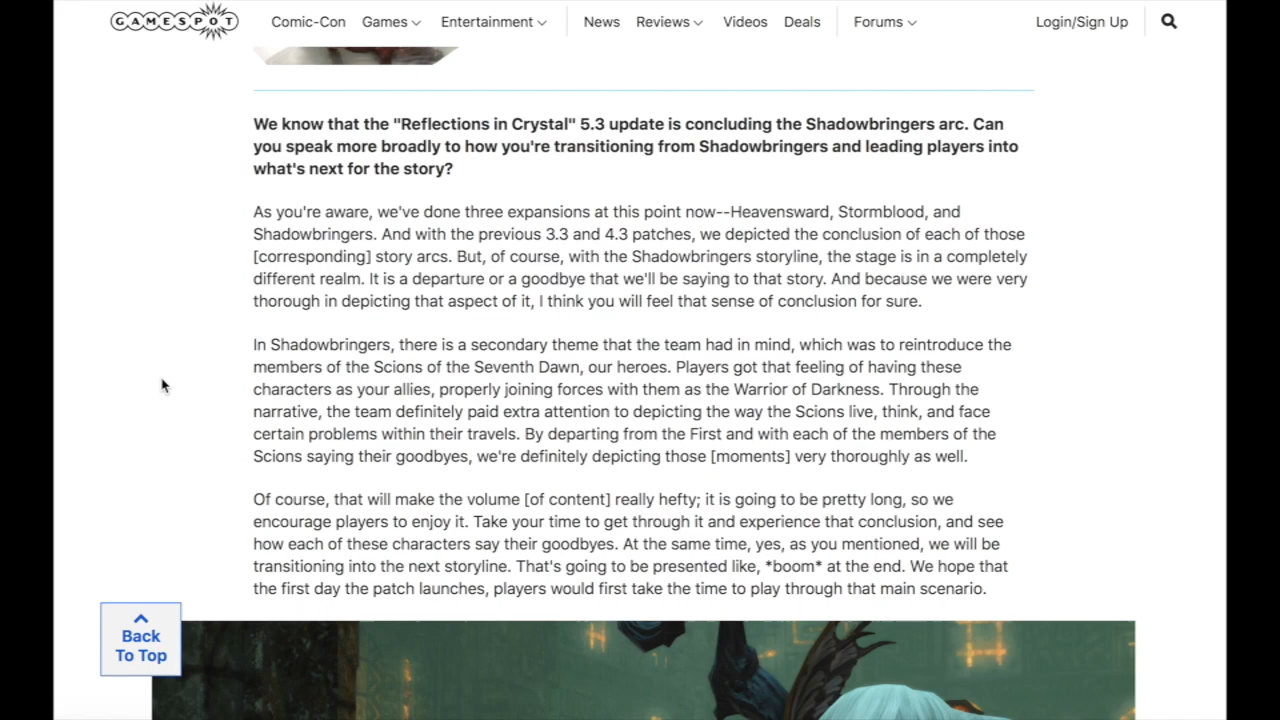 GAMESPOT
Comic-Con Games Entertainment News Reviews Videos Deals Forums Login/Sign Up
We know that the "Reflections in Crystal" 5.3 update is concluding the Shadowbringers arc. Can
you speak more broadly to how you're transitioning from Shadowbringers and leading players into
what's next for the story?
As you're aware, we've done three expansions at this point now--Heavensward, Stormblood, and
Shadowbringers. And with the previous 3.3 and 4.3 patches, we depicted the conclusion of each of those
[corresponding] story arcs. But, of course, with the Shadowbringers storyline, the stage is in a completely
different realm. It is a departure or a goodbye that we'll be saying to that story. And because we were very
thorough in depicting that aspect of it, I think you will feel that sense of conclusion for sure.
In Shadowbringers, there is a secondary theme that the team had in mind, which was to reintroduce the
members of the Scions of the Seventh Dawn, our heroes. Players got that feeling of having these
characters as your allies, properly joining forces with them as the Warrior of Darkness. Through the
narrative, the team definitely paid extra attention to depicting the way the Scions live, think, and face
certain problems within their travels. By departing from the First and with each of the members of the
Scions saying their goodbyes, we're definitely depicting those [moments] very thoroughly as well.
Of course, that will make the volume [of content] really hefty; it is going to be pretty long, so we
encourage players to enjoy it. Take your time to get through it and experience that conclusion, and see
how each of these characters say their goodbyes. At the same time, yes, as you mentioned, we will be
transitioning into the next storyline. That's going to be presented like, *boom* at the end. We hope that
the first day the patch launches, players would first take the time to play through that main scenario.
Back
To Top